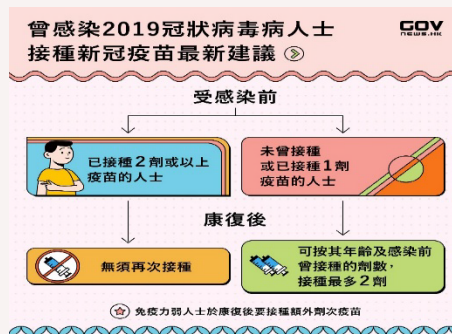 曾感染2019冠狀病毒病人士
接種新冠疫苗最新建議
GOV
NEWS.HK
受感染前
已接種2劑或以上
疫苗的人士
未曾接種
或已接種1劑
疫苗的人士
康復後
無須再次接種
可按其年齡及感染前
曾接種的劑數，
接種最多2劑
免疫力弱人士於康復後要接種額外劑次疫苗